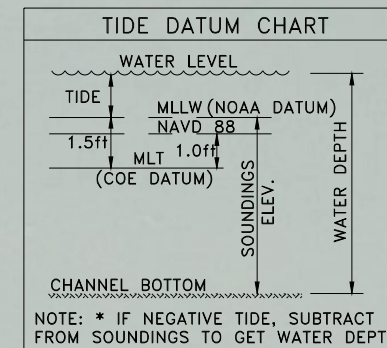 TIDE DATUM CHART
WATER LEVEL
TIDE
MLLW (NOAA DATUM)
NAVD 88
1.5ft
1.0ft
MLT
(COE DATUM)
SOUNDINGS
ELEV.
WATER DEPTH
CHANNEL BOTTOM
NOTE: * IF NEGATIVE TIDE, SUBTRACT
FROM SOUNDINGS TO GET WATER DEPT